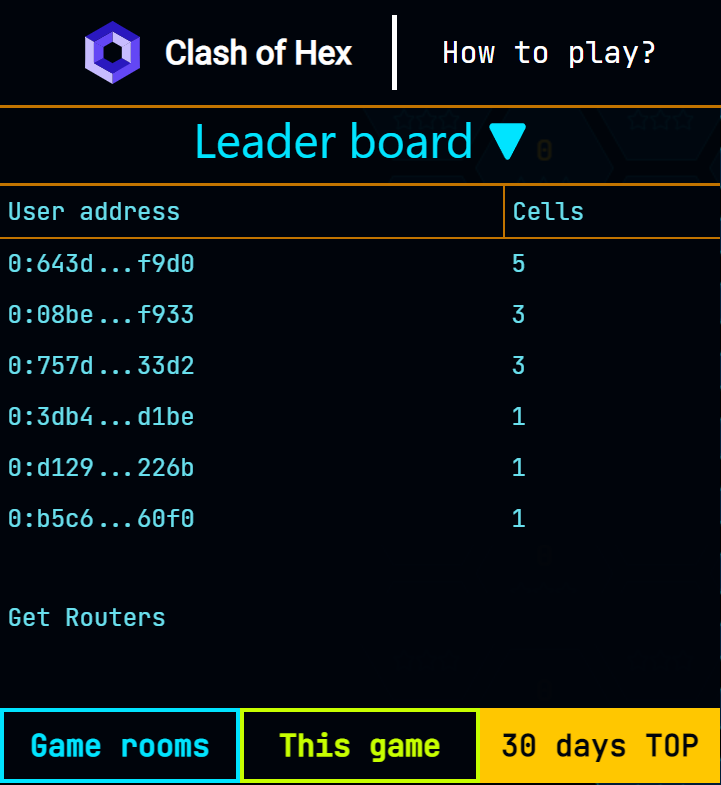 Clash of Hex
How to play?
Leader board ▼
0
User address Cells
0:643d...f9d0 5
0:08be...f933 3
0:757d...33d2 3
0:3db4...d1be 1
0:d129...226b 1
0:b5c6...60f0 1
Get Routers
Game rooms This game 30 days TOP